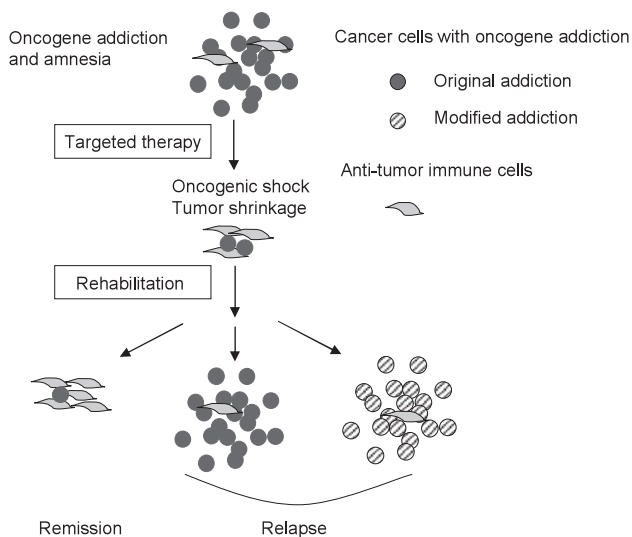 Oncogene addiction
and amnesia
Cancer cells with oncogene addiction
Original addiction
Modified addiction
Targeted therapy
Anti-tumor immune cells
Oncogenic shock
Tumor shrinkage
Rehabilitation
Remission
Relapse